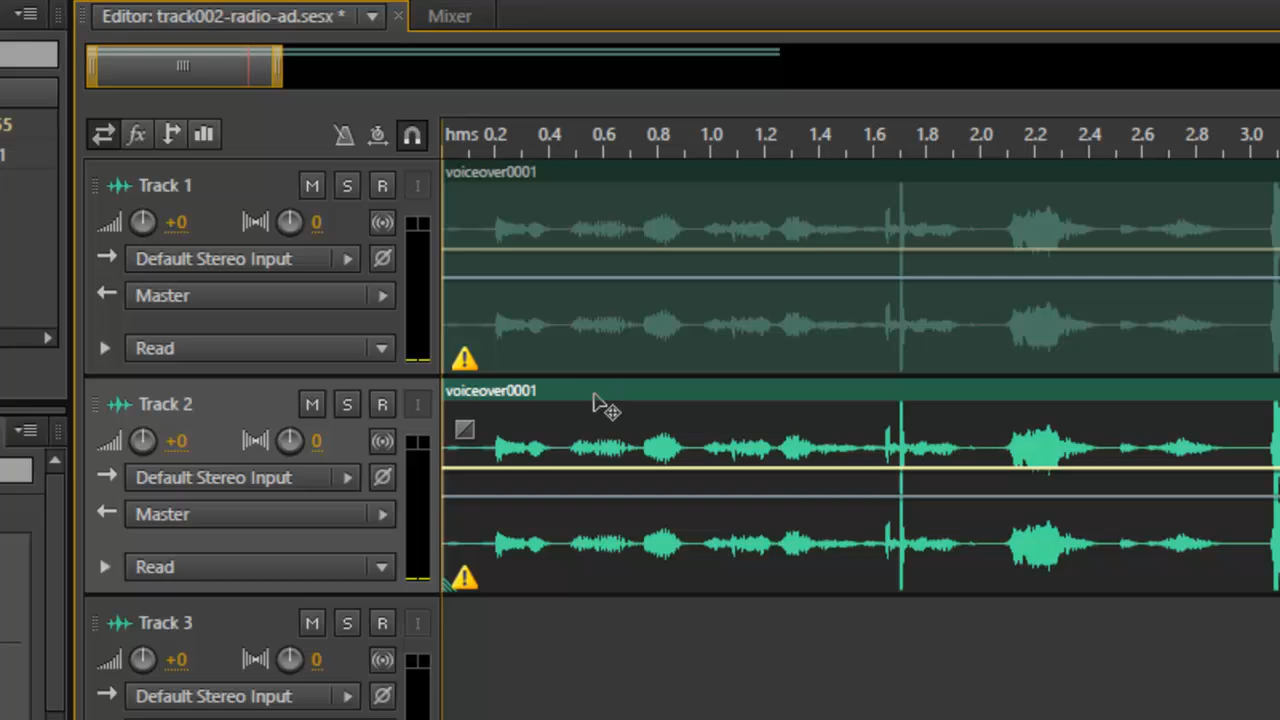 Editor: track002-radio-ad.sesx *
Mixer
55
1
fx
hms 0.2 0.4 0.6 0.8 1.0 1.2 1.4 1.6 1.8 2.0 2.2 2.4 2.6 2.8 3.0
Track 1 M S R I
voiceover0001
+0 0
Default Stereo Input
Master
Read
Track 2 M S R I
voiceover0001
+0 0
Default Stereo Input
Master
Read
Track 3 M S R I
+0 0
Default Stereo Input